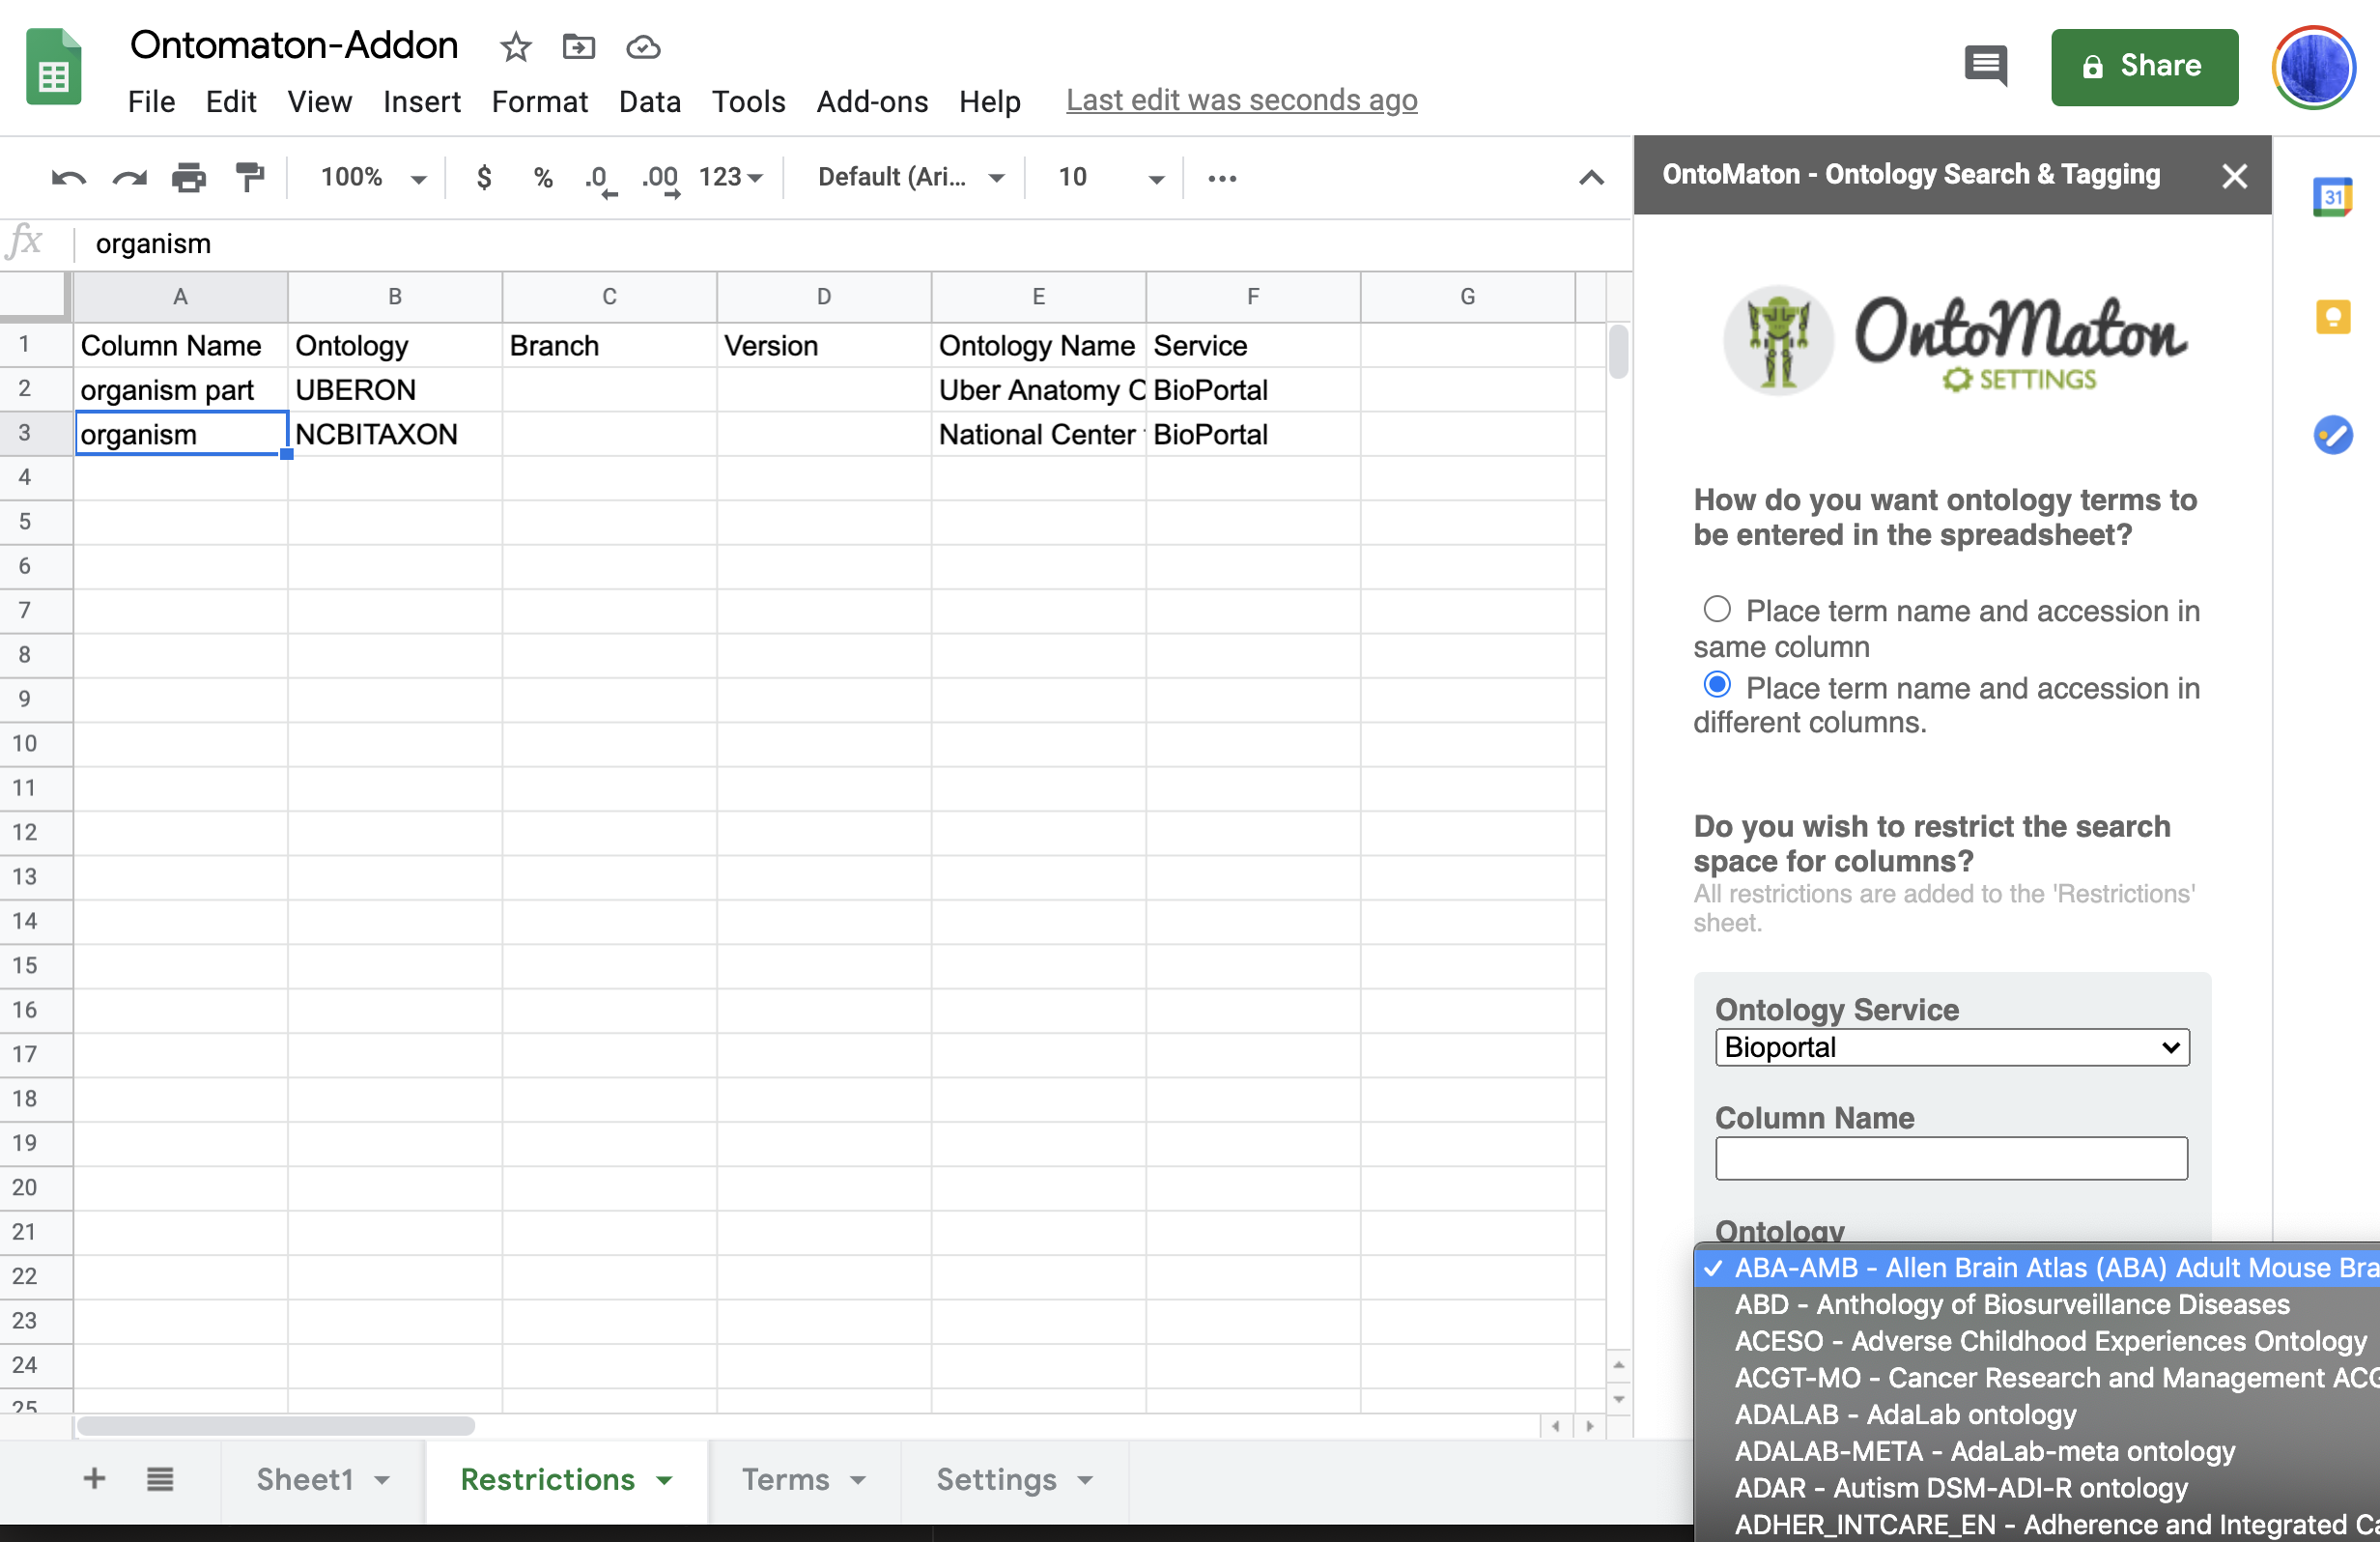 Ontomaton-Addon
File Edit View Insert Format Data Tools Add-ons Help Last edit was seconds ago
Share
100% $ % .0 .00 123 Default (Ari... 10
OntoMaton - Ontology Search & Tagging
31
fx organism
A B C D E F G
1 Column Name Ontology Branch Version Ontology Name Service
2 organism part UBERON Uber Anatomy O BioPortal
3 organism NCBITAXON National Center BioPortal
4
5
6
7
8
9
10
11
12
13
14
15
16
17
18
19
20
21
22
23
24
25
OntoMaton
SETTINGS
How do you want ontology terms to
be entered in the spreadsheet?
Place term name and accession in
same column
Place term name and accession in
different columns.
Do you wish to restrict the search
space for columns?
All restrictions are added to the 'Restrictions'
sheet.
Ontology Service
Bioportal
Column Name
Ontology
✓ ABA-AMB - Allen Brain Atlas (ABA) Adult Mouse Bra
ABD - Anthology of Biosurveillance Diseases
ACESO - Adverse Childhood Experiences Ontology
ACGT-MO - Cancer Research and Management ACG
ADALAB - AdaLab ontology
ADALAB-META - AdaLab-meta ontology
ADAR - Autism DSM-ADI-R ontology
ADHER_INTCARE_EN - Adherence and Integrated Ca
+ Sheet1 Restrictions Terms Settings